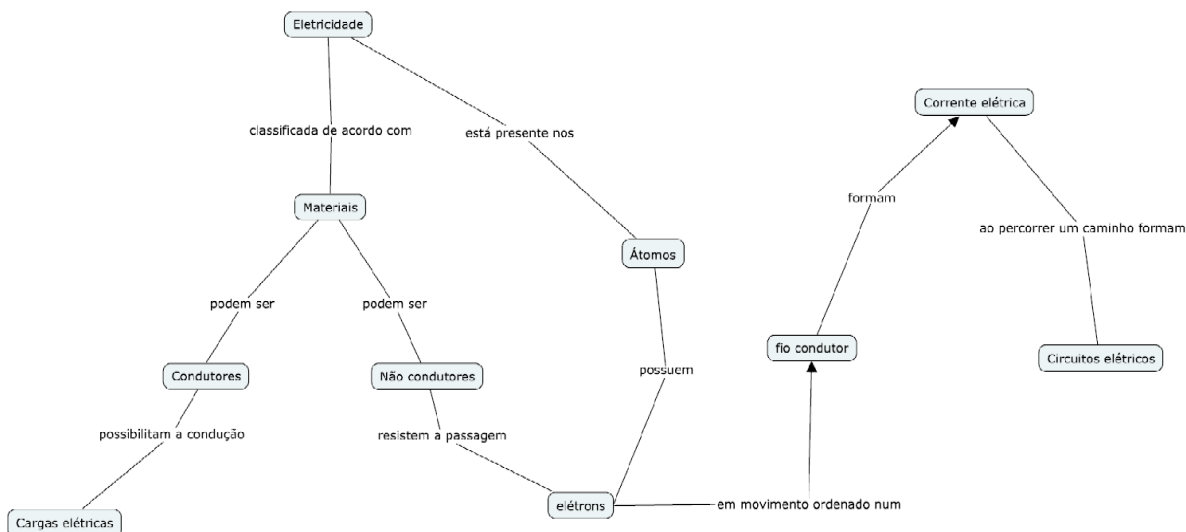 Eletricidade
classificada de acordo com
está presente nos
Corrente elétrica
Materiais
formam
ao percorrer um caminho formam
Átomos
podem ser
podem ser
fio condutor
Circuitos elétricos
Condutores
Não condutores
possuem
possibilitam a condução
resistem a passagem
elétrons
em movimento ordenado num
Cargas elétricas